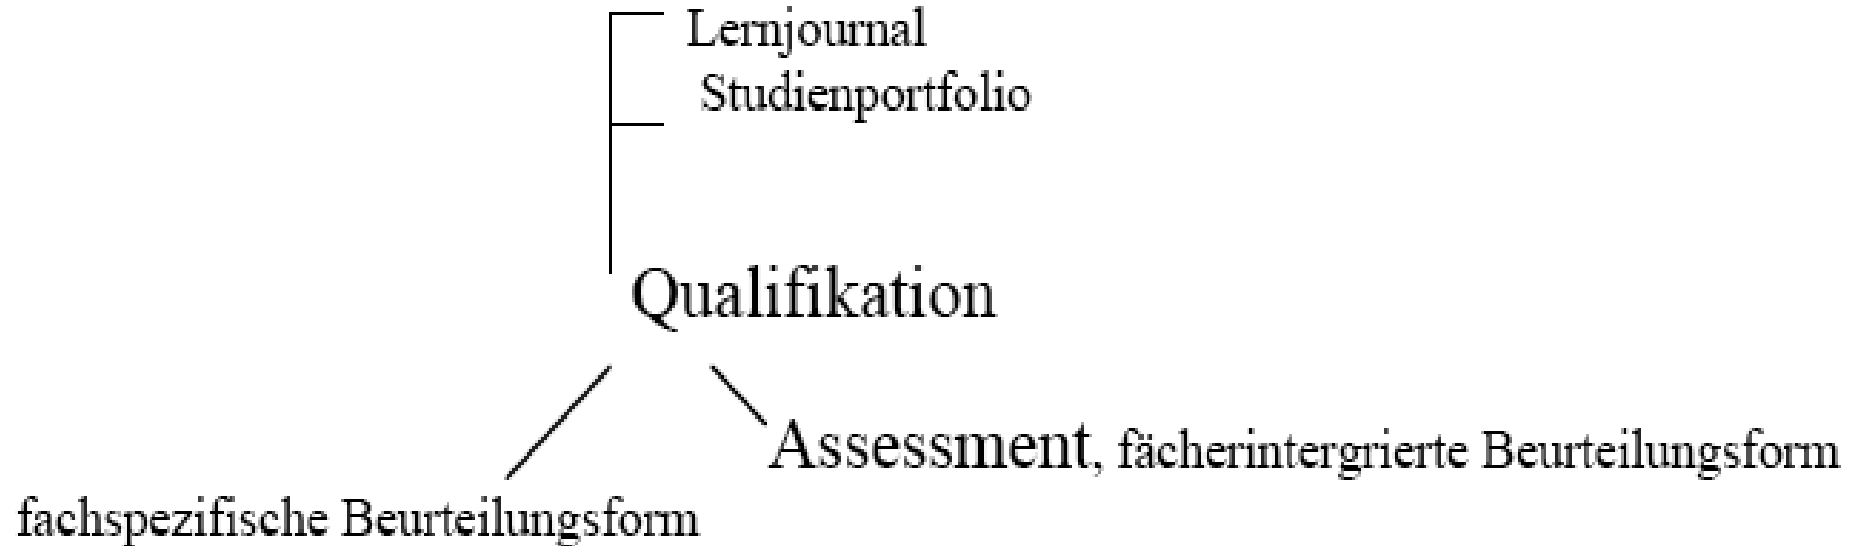 Lernjournal
Studienportfolio
Qualifikation
Assessment, fächerintergrierte Beurteilungsform
fachspezifische Beurteilungsform